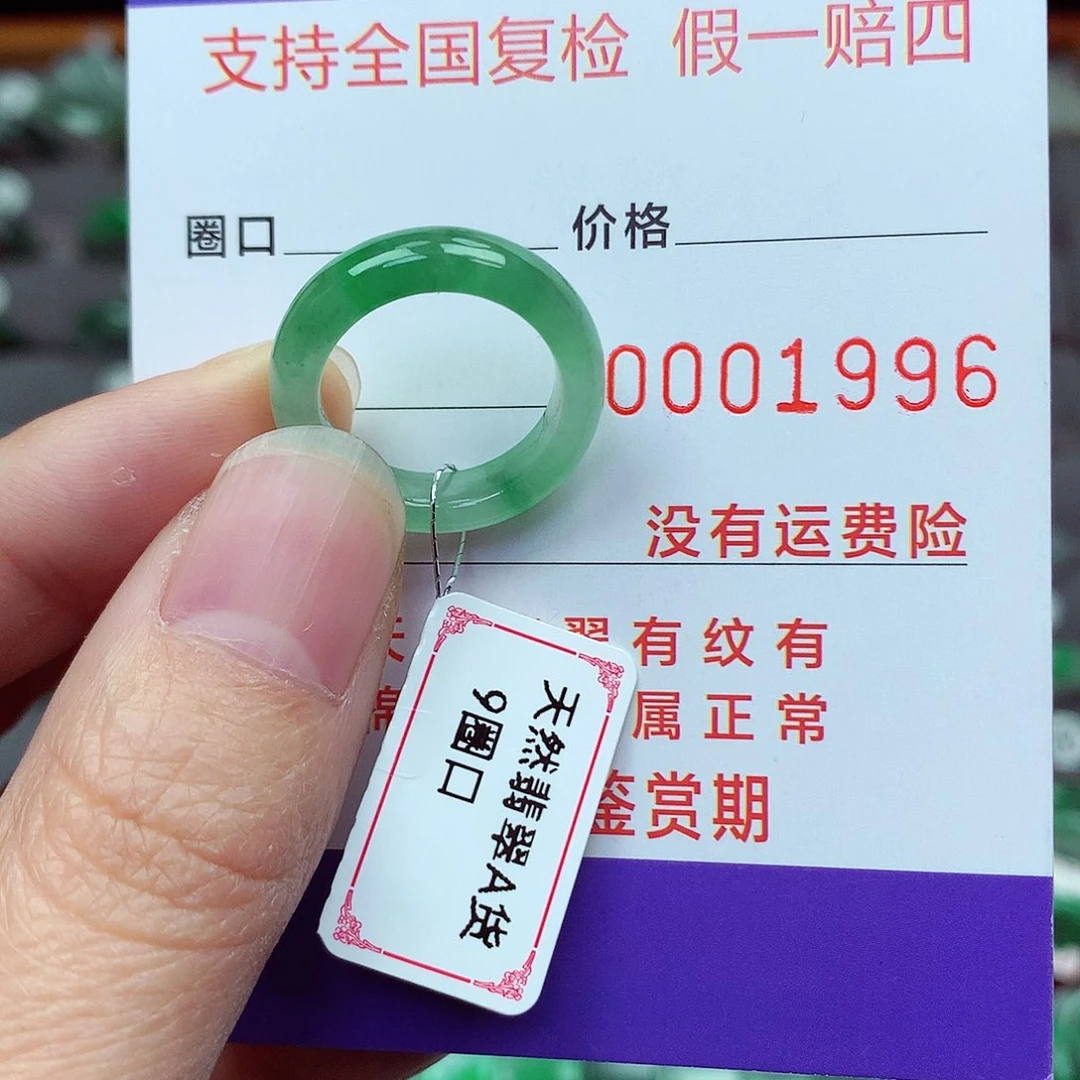 支持全国复检 假一赔四
圈口 价格
0001996
没有运费险
有纹有
属正常
鉴赏期
天然翡翠A货
9圈口